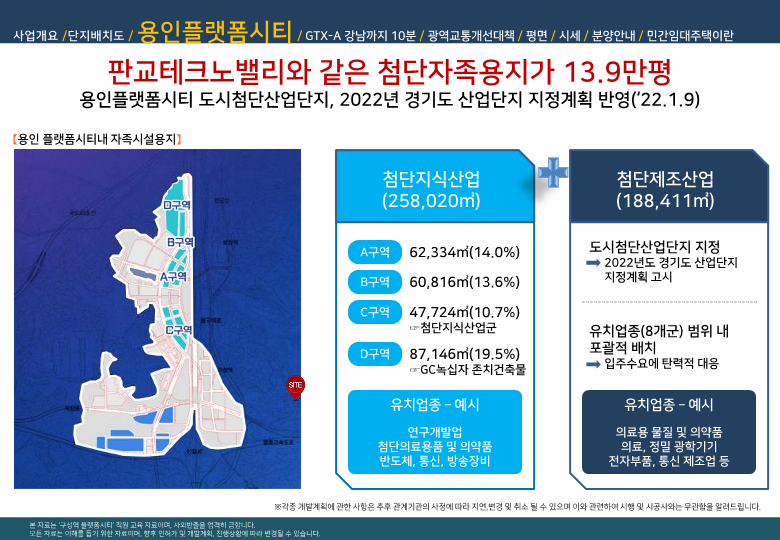 사업개요 /단지배치도 / 용인플랫폼시티 / GTX-A 강남까지 10분 / 광역교통개선대책 / 평면 / 시세 / 분양안내 / 민간임대주택이란
판교테크노밸리와 같은 첨단자족용지가 13.9만평
용인플랫폼시티 도시첨단산업단지, 2022년 경기도 산업단지 지정계획 반영('22.1.9)
【용인 플랫폼시티내 자족시설용지】
D구역
B구역
A구역
C구역
SITE
첨단지식산업
(258,020㎡)
A구역 62,334㎡(14.0%)
B구역 60,816㎡(13.6%)
C구역 47,724㎡(10.7%)
☞첨단지식산업군
D구역 87,146㎡(19.5%)
☞GC녹십자 존치건축물
유치업종 – 예시
연구개발업
첨단의료용품 및 의약품
반도체, 통신, 방송장비
첨단제조산업
(188,411㎡)
도시첨단산업단지 지정
2022년도 경기도 산업단지
지정계획 고시
유치업종(8개군) 범위 내
포괄적 배치
입주수요에 탄력적 대응
유치업종 – 예시
의료용 물질 및 의약품
의료, 정밀 광학기기
전자부품, 통신 제조업 등
※각종 개발계획에 관한 사항은 추후 관계기관의 사정에 따라 지연,변경 및 취소 될 수 있으며 이와 관련하여 시행 및 시공사와는 무관함을 알려드립니다.
본 자료는 '구성역 플랫폼시티' 직원 교육 자료이며, 사외반출을 엄격히 금합니다.
모든 자료는 이해를 돕기 위한 자료이며, 향후 인허가 및 개발계획, 진행상황에 따라 변경될 수 있습니다.